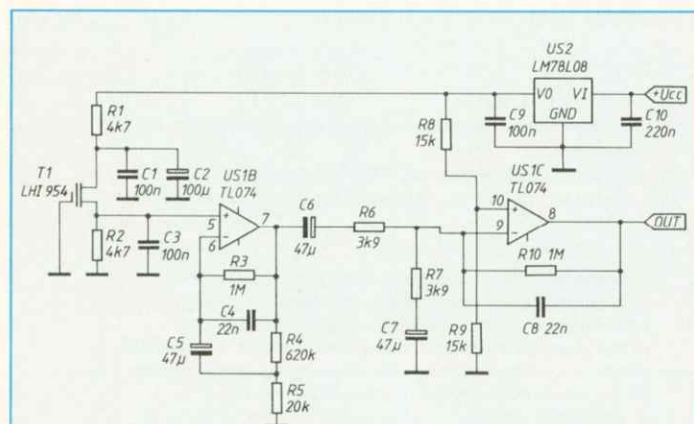 US2
LM78L08
VO
VI
GND
+Ucc
R1
4k7
C9
100n
C10
220n
R8
15k
T1
LHI 954
C1
100n
C2
100µ
US1B
TL074
US1C
TL074
C6
47µ
R6
3k9
5
6
7
+
-
10
9
8
+
-
OUT
R2
4k7
C3
100n
R3
1M
R10 1M
R7
3k9
C4
22n
C8 22n
R4
620k
C5
47µ
C7
47µ
R9
15k
R5
20k